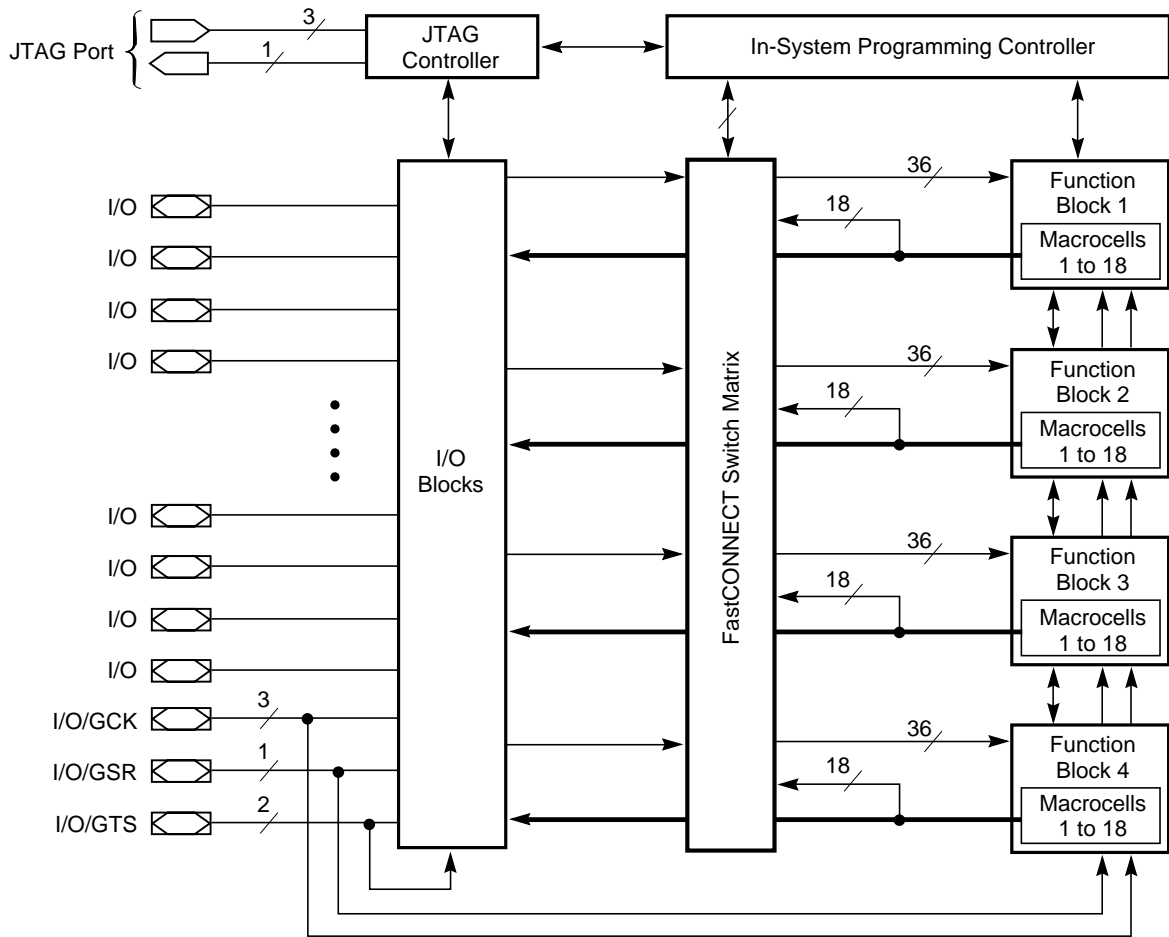 JTAG Port
3
1
JTAG
Controller
In-System Programming Controller
I/O
I/O
I/O
I/O
I/O
I/O
I/O
I/O
I/O/GCK
3
I/O/GSR
1
I/O/GTS
2
I/O
Blocks
FastCONNECT Switch Matrix
36
18
Function
Block 1
Macrocells
1 to 18
36
18
Function
Block 2
Macrocells
1 to 18
36
18
Function
Block 3
Macrocells
1 to 18
36
18
Function
Block 4
Macrocells
1 to 18